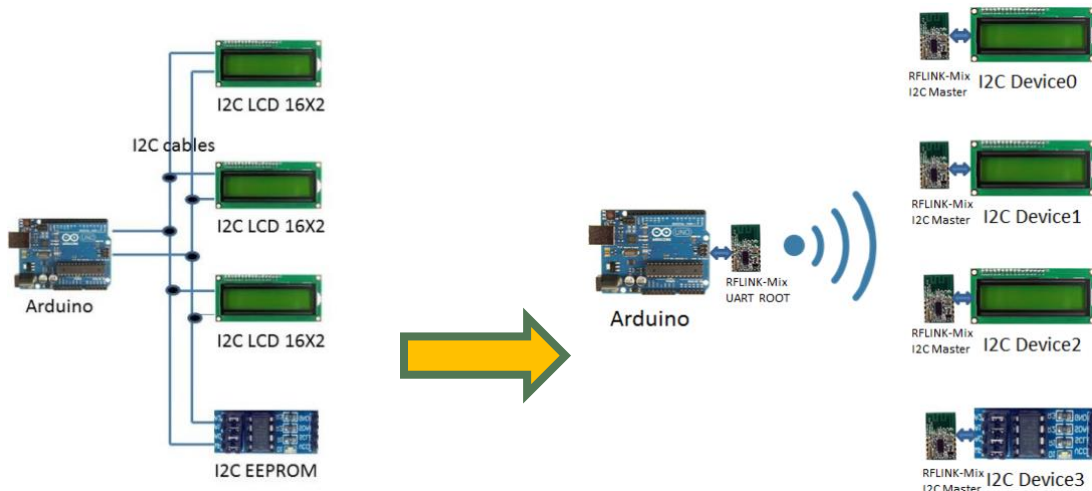 I2C LCD 16X2
I2C cables
I2C LCD 16X2
Arduino
I2C LCD 16X2
I2C EEPROM
RFLINK-Mix
I2C Master
I2C Device0
RFLINK-Mix
I2C Master
I2C Device1
Arduino
RFLINK-Mix
UART ROOT
RFLINK-Mix
I2C Master
I2C Device2
RFLINK-Mix
I2C Master
I2C Device3